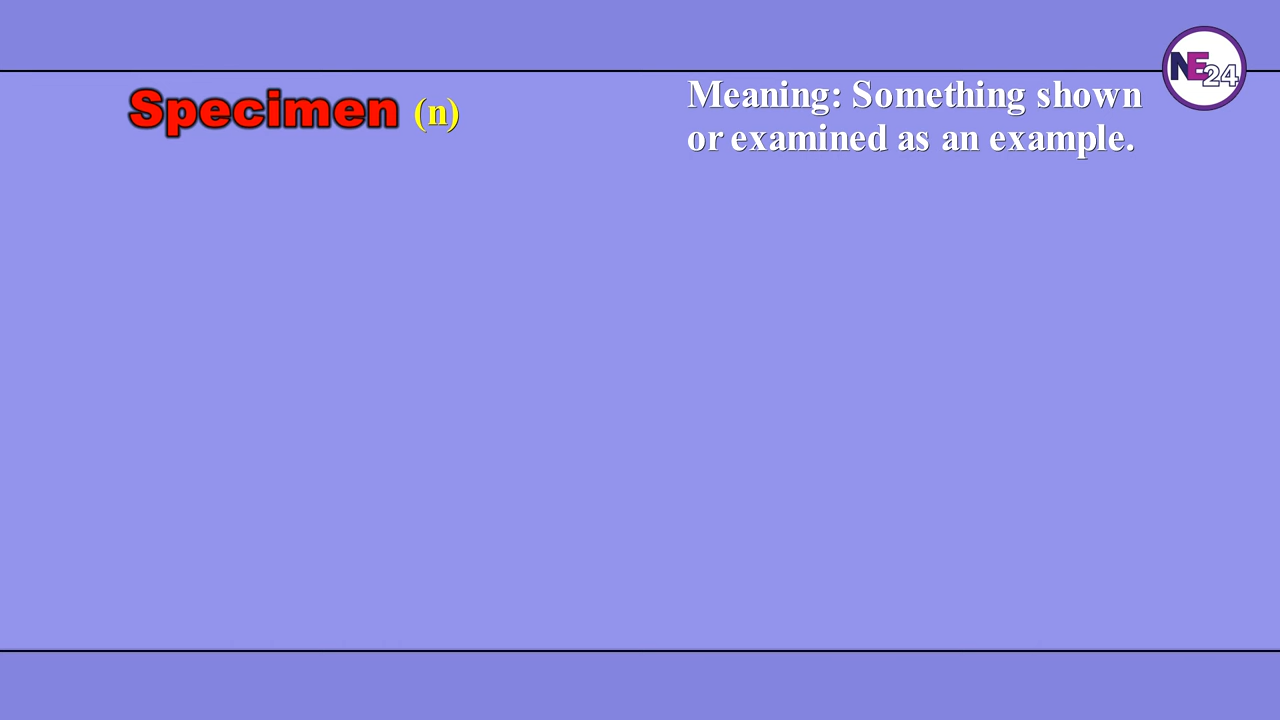 Specimen (n)
Meaning: Something shown
or examined as an example.
NE24